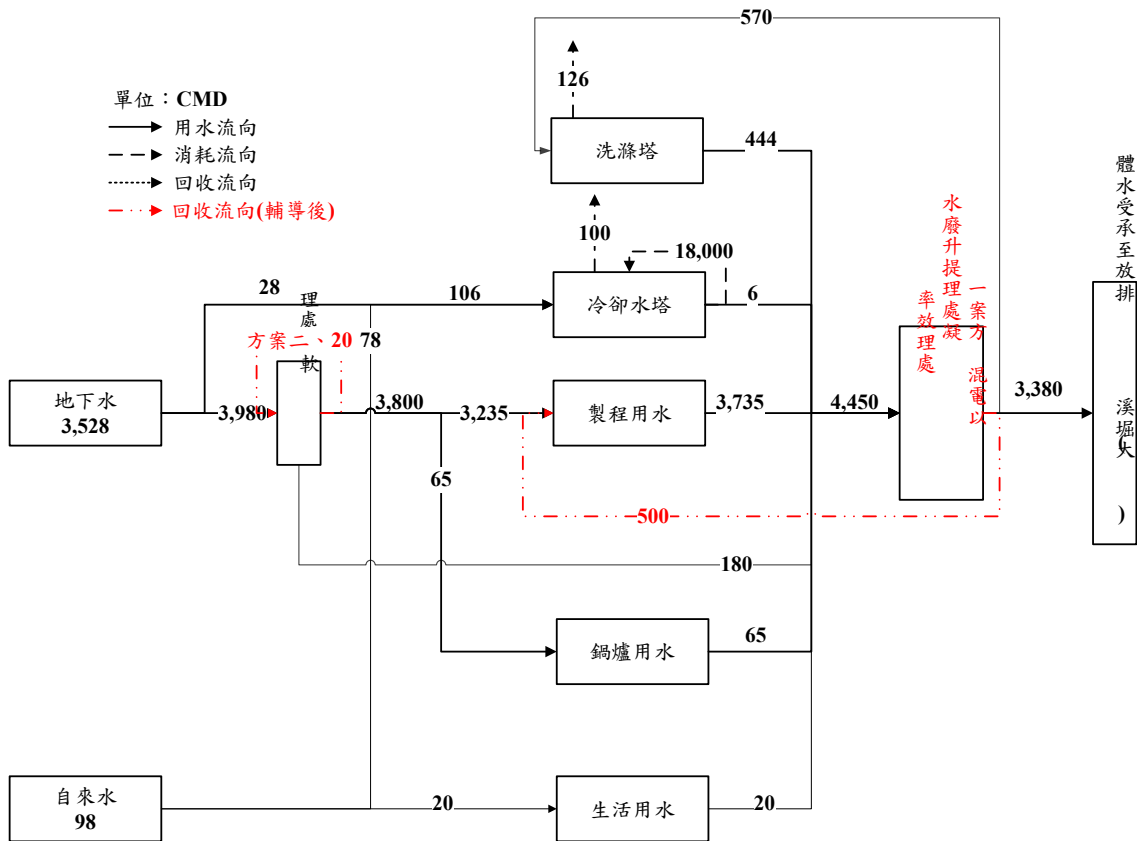 570
126
單位：CMD
用水流向
消耗流向
回收流向
回收流向(輔導後)
洗滌塔
444
100
18,000
28
106
冷卻水塔
6
理處
軟
方案二、20
78
地下水
3,528
3,980
3,800
3,235
製程用水
3,735
4,450
水廢升提理處凝
率效理處
一案方
混電以
3,380
體水受承至放排
溪堀大
(
)
65
500
180
鍋爐用水
65
自來水
98
20
生活用水
20